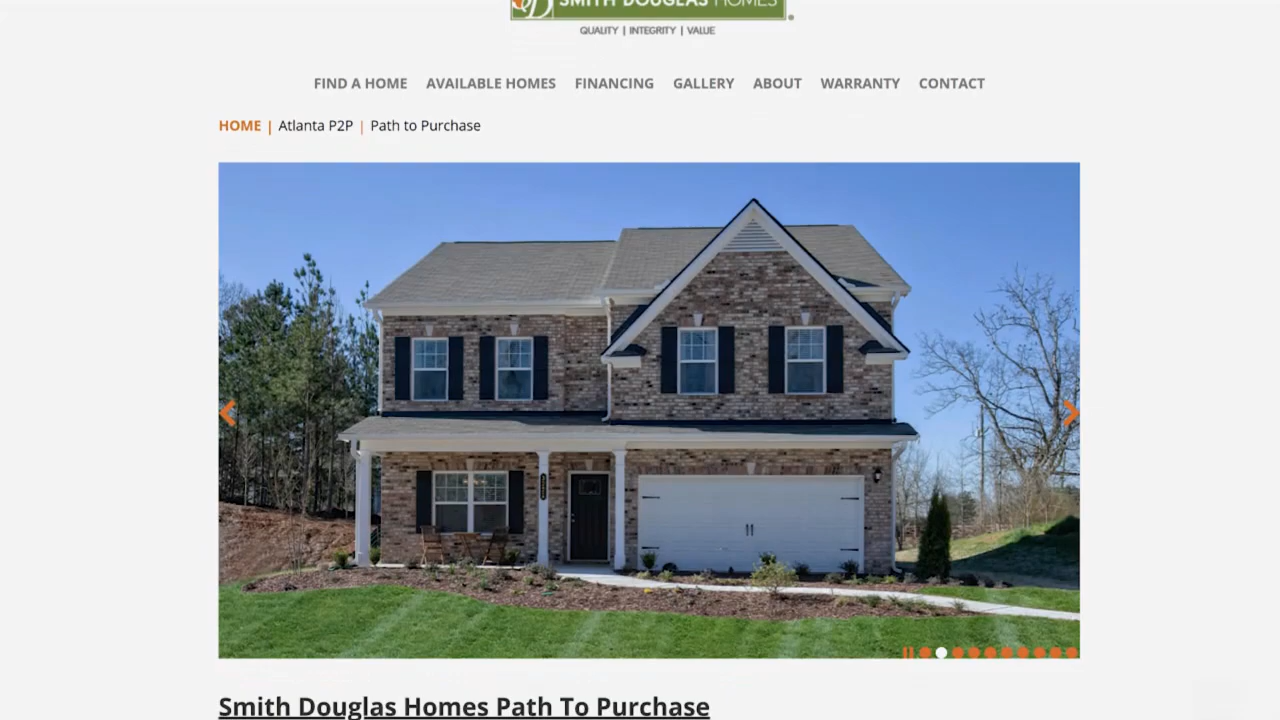 SMITH DOUGLAS HOMES
QUALITY | INTEGRITY | VALUE
FIND A HOME AVAILABLE HOMES FINANCING GALLERY ABOUT WARRANTY CONTACT
HOME | Atlanta P2P | Path to Purchase
Smith Douglas Homes Path To Purchase